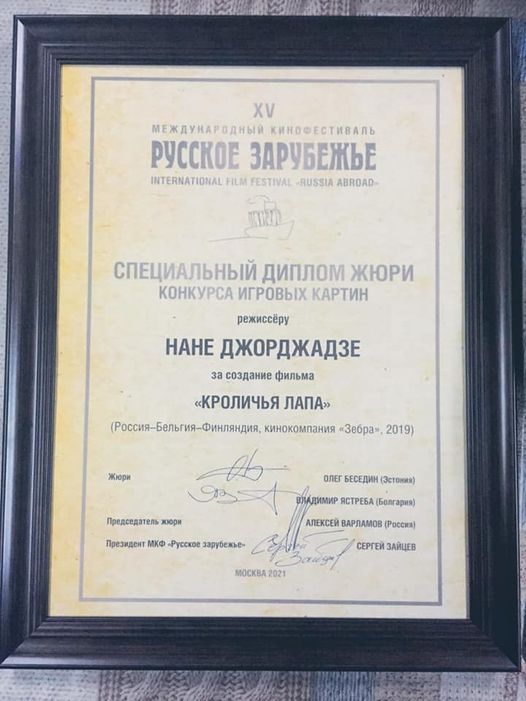 XV
МЕЖДУНАРОДНЫЙ КИНОФЕСТИВАЛЬ
РУССКОЕ ЗАРУБЕЖЬЕ
INTERNATIONAL FILM FESTIVAL «RUSSIA ABROAD»
СПЕЦИАЛЬНЫЙ ДИПЛОМ ЖЮРИ
КОНКУРСА ИГРОВЫХ КАРТИН
режиссёру
НАНЕ ДЖОРДЖАДЗЕ
за создание фильма
«КРОЛИЧЬЯ ЛАПА»
(Россия–Бельгия–Финляндия, кинокомпания «Зебра», 2019)
Жюри ОЛЕГ БЕСЕДИН (Эстония)
ВЛАДИМИР ЯСТРЕБА (Болгария)
Председатель жюри АЛЕКСЕЙ ВАРЛАМОВ (Россия)
Президент МКФ «Русское зарубежье» Сергей Зайцев СЕРГЕЙ ЗАЙЦЕВ
МОСКВА 2021